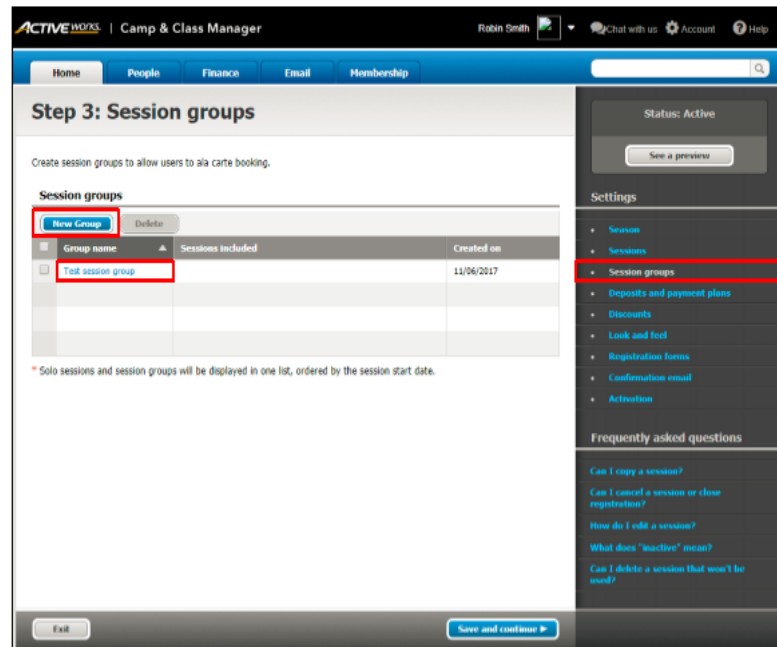 ACTIVEWORKS. | Camp & Class Manager
Robin Smith
Chat with us
Account
Help
Home
People
Finance
Email
Membership
Step 3: Session groups
Create session groups to allow users to ala carte booking.
Session groups
New Group
Delete
Group name
Sessions included
Created on
Test session group
11/06/2017
* Solo sessions and session groups will be displayed in one list, ordered by the session start date.
Exit
Save and continue
Status: Active
See a preview
Settings
Season
Sessions
Session groups
Deposits and payment plans
Discounts
Look and feel
Registration forms
Confirmation email
Activation
Frequently asked questions
Can I copy a session?
Can I cancel a session or close
registration?
How do I edit a session?
What does "inactive" mean?
Can I delete a session that won't be
used?